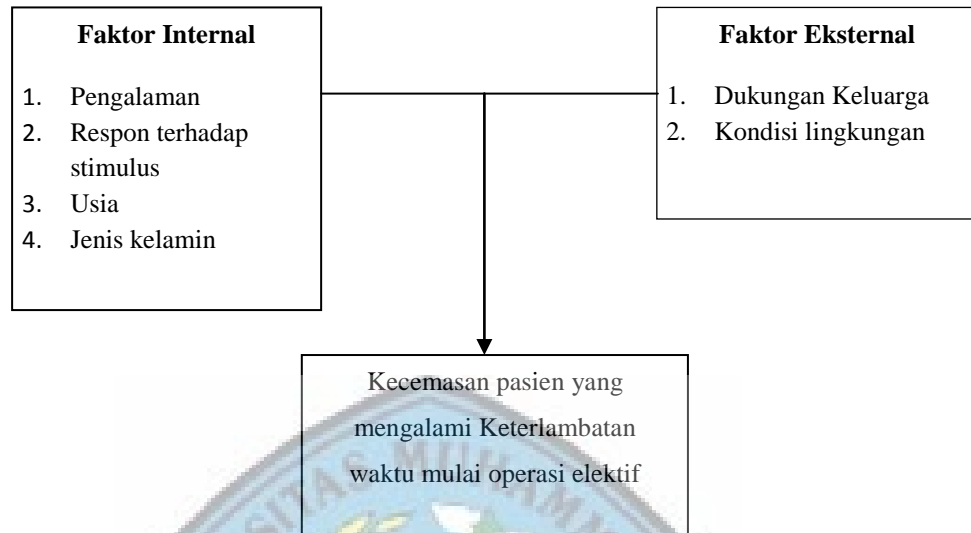 Faktor Internal
1. Pengalaman
2. Respon terhadap
stimulus
3. Usia
4. Jenis kelamin
Faktor Eksternal
1. Dukungan Keluarga
2. Kondisi lingkungan
Kecemasan pasien yang
mengalami Keterlambatan
waktu mulai operasi elektif